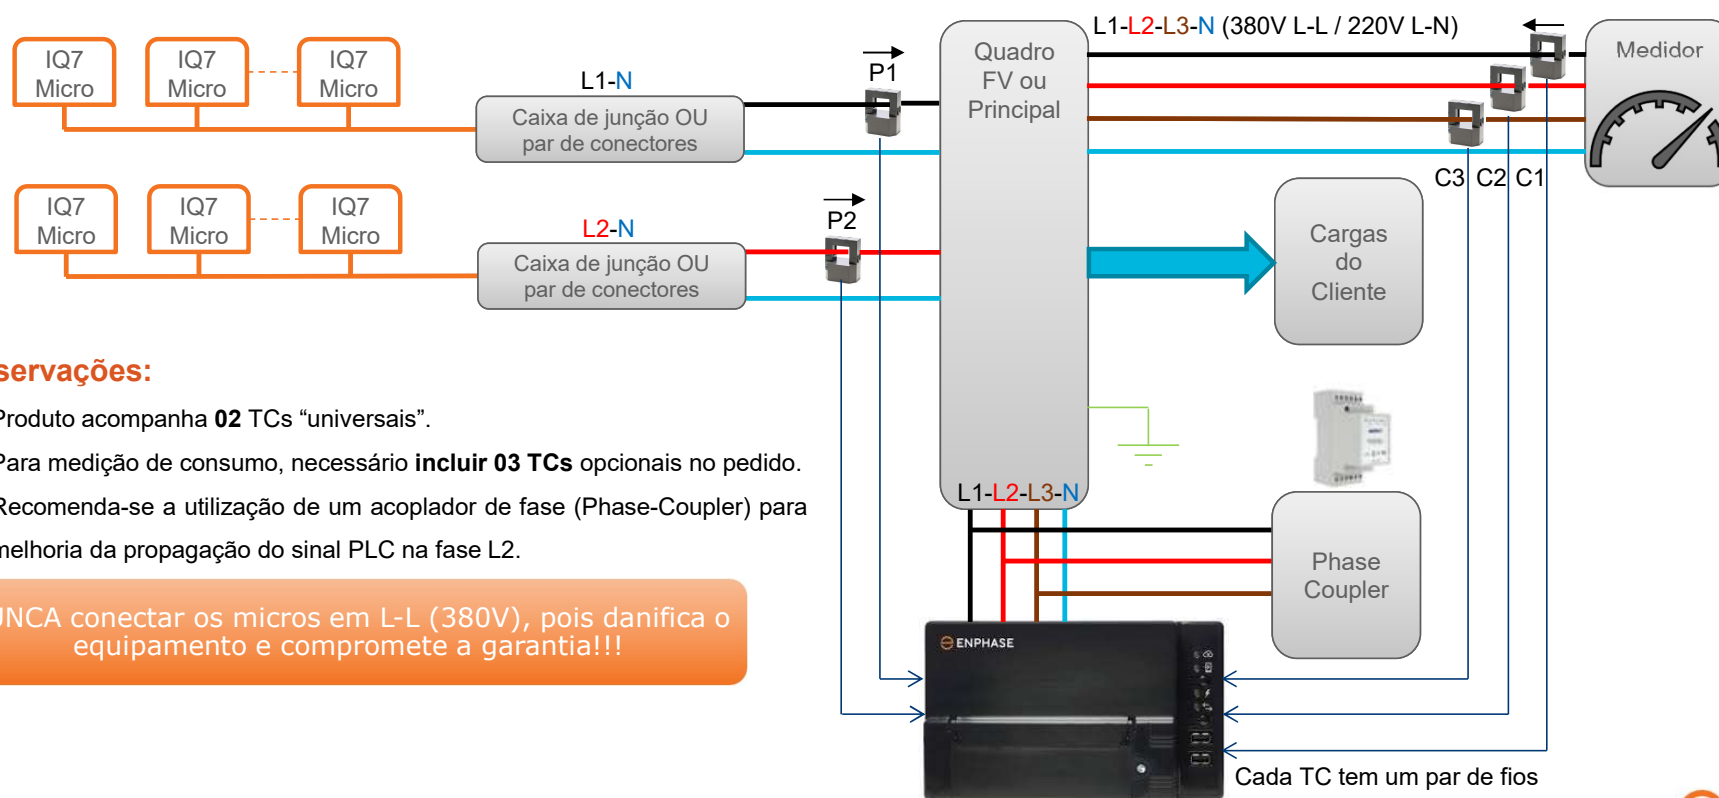 L1-L2-L3-N (380V L-L / 220V L-N)
IQ7
Micro
IQ7
Micro
IQ7
Micro
L1-N
P1
Quadro
FV ou
Principal
Medidor
Caixa de junção OU
par de conectores
C3 C2 C1
IQ7
Micro
IQ7
Micro
IQ7
Micro
L2-N
P2
Caixa de junção OU
par de conectores
Cargas
do
Cliente
servações:
Produto acompanha 02 TCs “universais”.
Para medição de consumo, necessário incluir 03 TCs opcionais no pedido.
Recomenda-se a utilização de um acoplador de fase (Phase-Coupler) para
melhoria da propagação do sinal PLC na fase L2.
L1-L2-L3-N
Phase
Coupler
UNCA conectar os micros em L-L (380V), pois danifica o
equipamento e compromete a garantia!!!
ENPHASE
Cada TC tem um par de fios